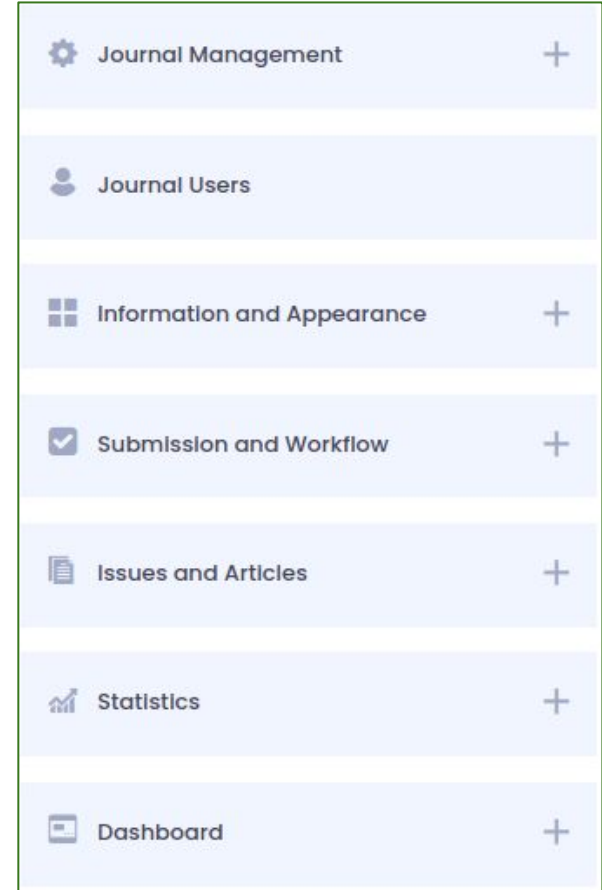 Journal Management
Journal Users
Information and Appearance
Submission and Workflow
Issues and Articles
Statistics
Dashboard